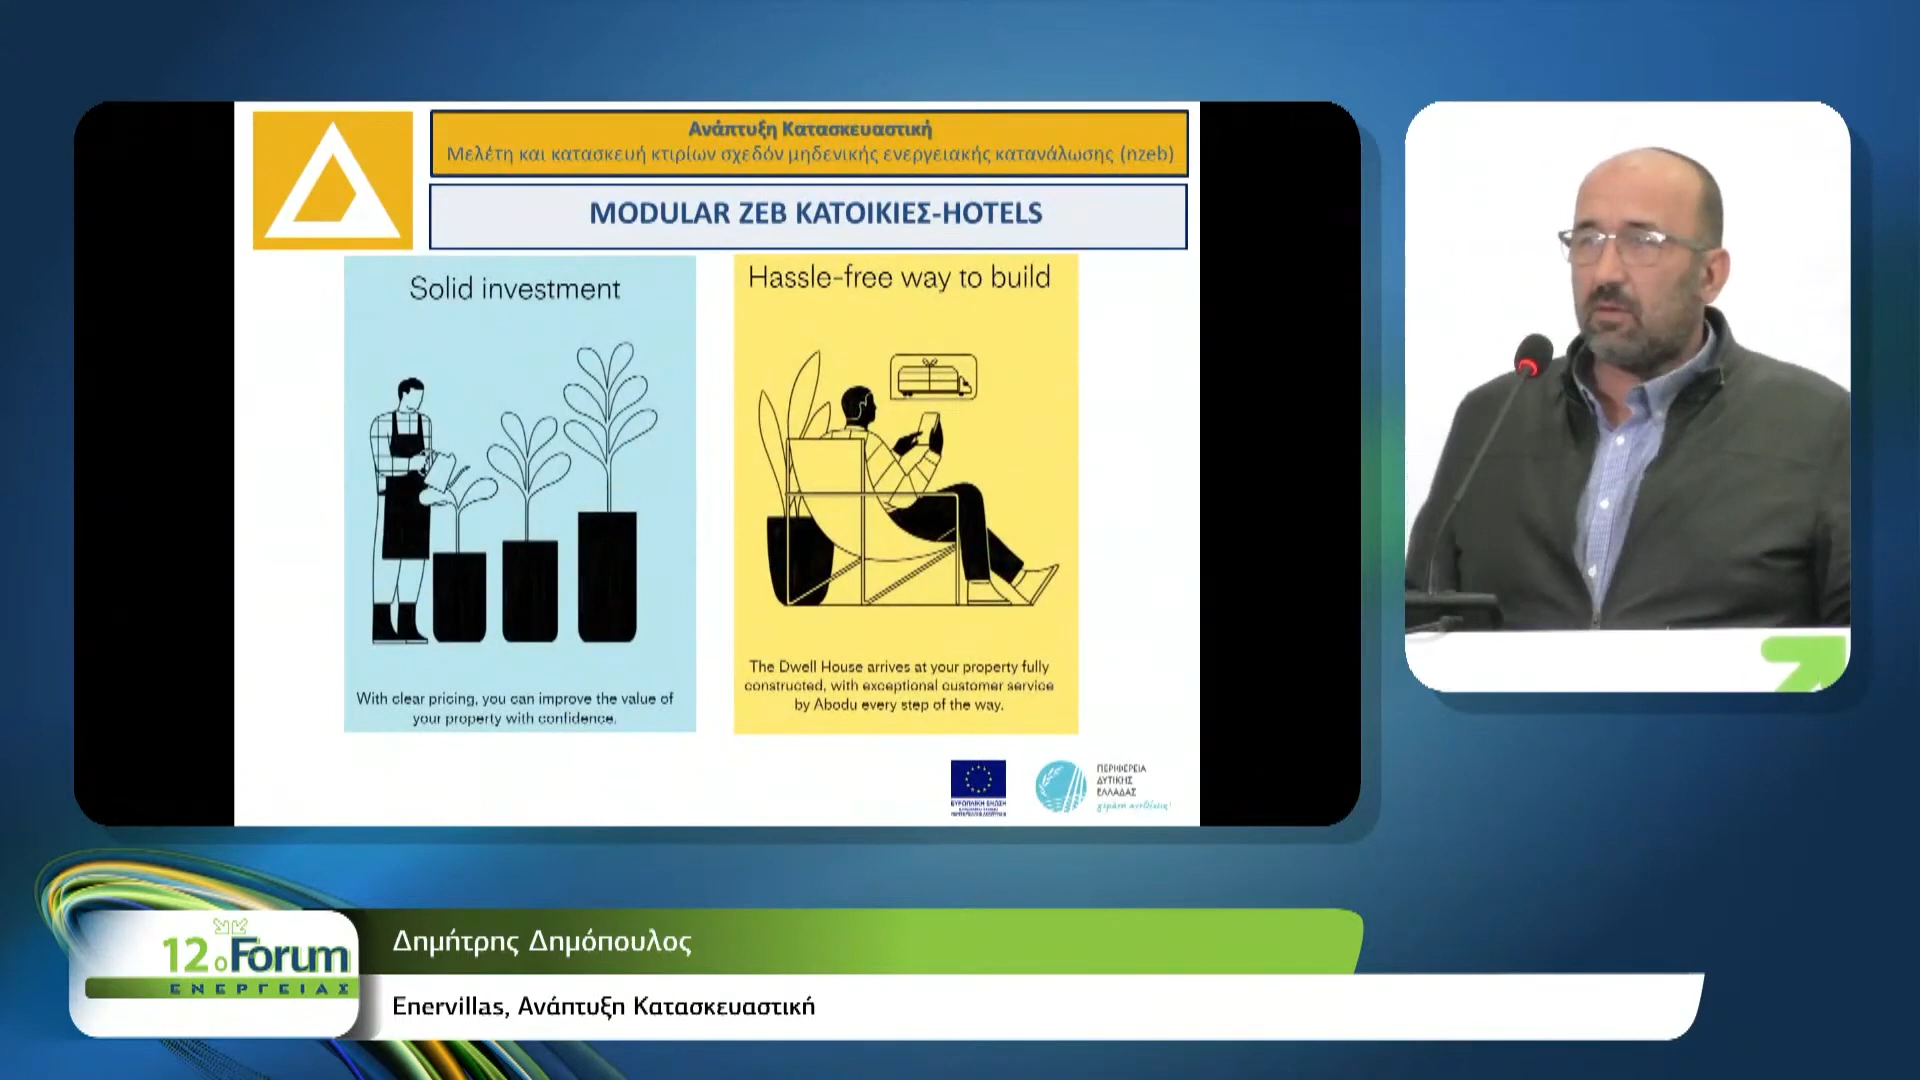 Ανάπτυξη Κατασκευαστική
Μελέτη και κατασκευή κτιρίων σχεδόν μηδενικής ενεργειακής κατανάλωσης (nzeb)
MODULAR ZEB ΚΑΤΟΙΚΙΕΣ-HOTELS
Solid investment
With clear pricing, you can improve the value of
your property with confidence.
Hassle-free way to build
The Dwell House arrives at your property fully
constructed, with exceptional customer service
by Abodu every step of the way.
ΕΥΡΩΠΑΪΚΗ ΕΝΩΣΗ
ΠΕΡΙΦΕΡΕΙΑ
ΔΥΤΙΚΗΣ
ΕΛΛΑΔΑΣ
12ο Forum
ΕΝΕΡΓΕΙΑΣ
Δημήτρης Δημόπουλος
Enervillas, Ανάπτυξη Κατασκευαστική